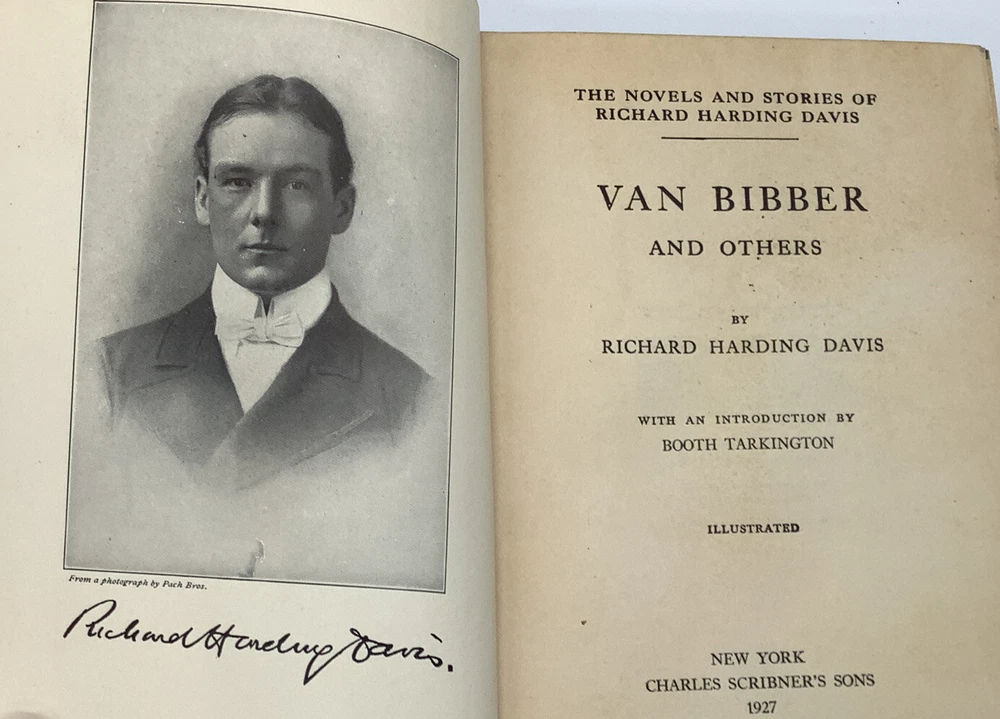 From a photograph by Pach Bros.
Richard Harding Davis.
THE NOVELS AND STORIES OF
RICHARD HARDING DAVIS
VAN BIBBER
AND OTHERS
BY
RICHARD HARDING DAVIS
WITH AN INTRODUCTION BY
BOOTH TARKINGTON
ILLUSTRATED
NEW YORK
CHARLES SCRIBNER'S SONS
1927